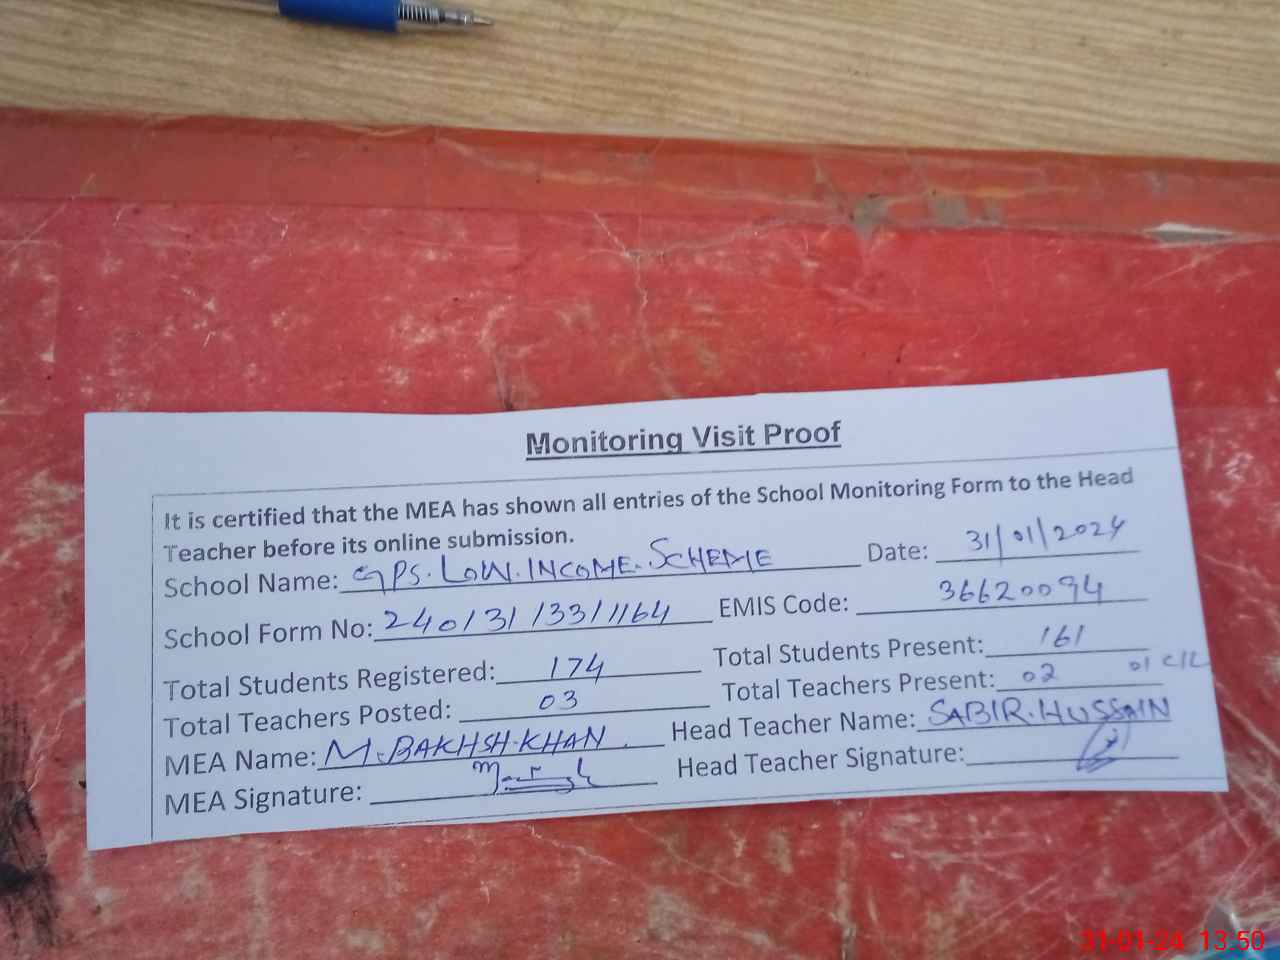 Monitoring Visit Proof
It is certified that the MEA has shown all entries of the School Monitoring Form to the Head
Teacher before its online submission.
School Name: GPS. LOW. INCOME. SCHEME Date: 31/01/2024
School Form No: 240131133/1164 EMIS Code: 36620094
Total Students Registered: 174 Total Students Present: 161
Total Teachers Posted: 03 Total Teachers Present: 02 01 C/L
MEA Name: M. BAKHSH. KHAN. Head Teacher Name: SABIR. HUSSAIN
MEA Signature: Head Teacher Signature:
31-01-24 13:50